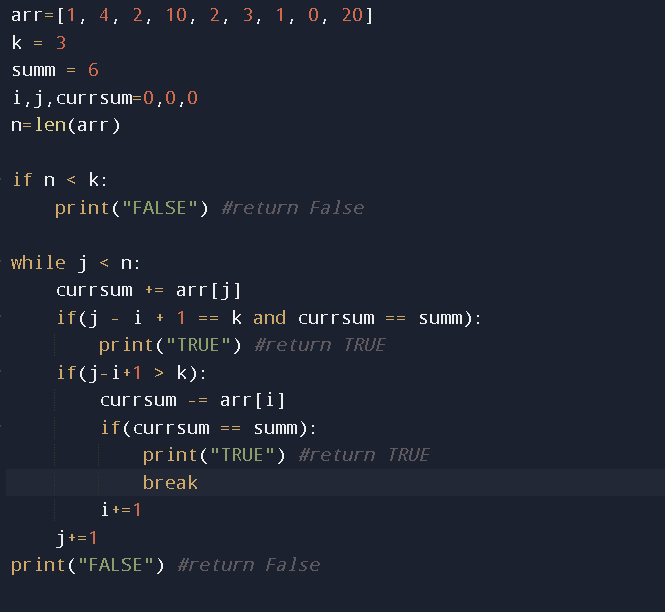 arr=[1, 4, 2, 10, 2, 3, 1, 0, 20]
k = 3
summ = 6
i,j,currsum=0,0,0
n=len(arr)
if n < k:
    print("FALSE") #return False
while j < n:
    currsum += arr[j]
    if(j - i + 1 == k and currsum == summ):
        print("TRUE") #return TRUE
    if(j-i+1 > k):
        currsum -= arr[i]
        if(currsum == summ):
            print("TRUE") #return TRUE
            break
        i+=1
    j+=1
print("FALSE") #return False